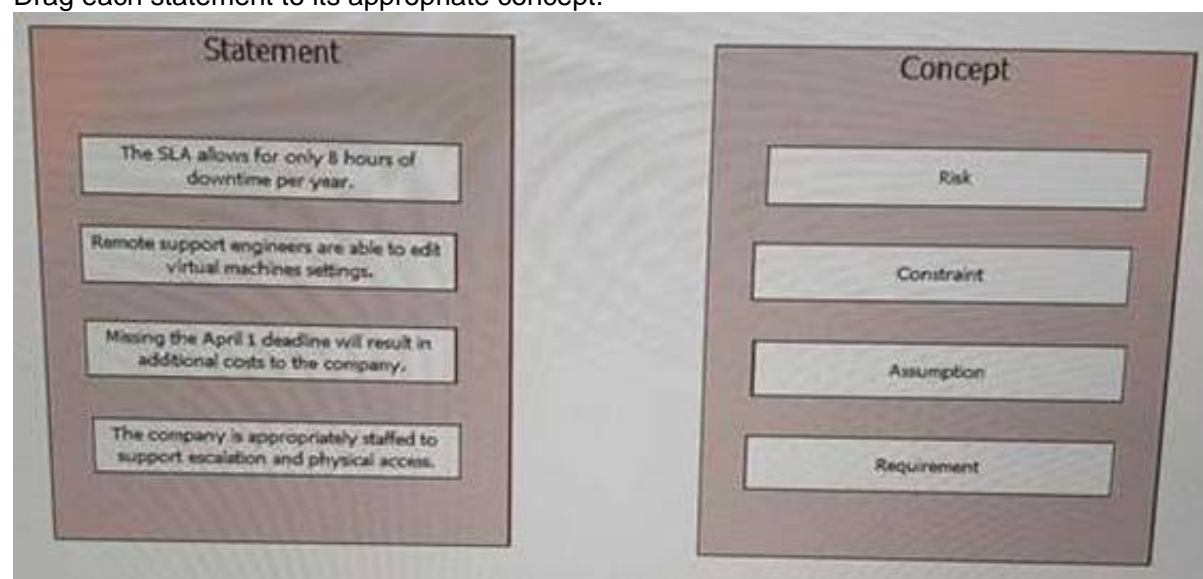 Drag each statement to its appropriate concept.
Statement
The SLA allows for only 8 hours of
downtime per year.
Remote support engineers are able to edit
virtual machines settings.
Missing the April 1 deadline will result in
additional costs to the company.
The company is appropriately staffed to
support escalation and physical access.
Concept
Risk
Constraint
Assumption
Requirement